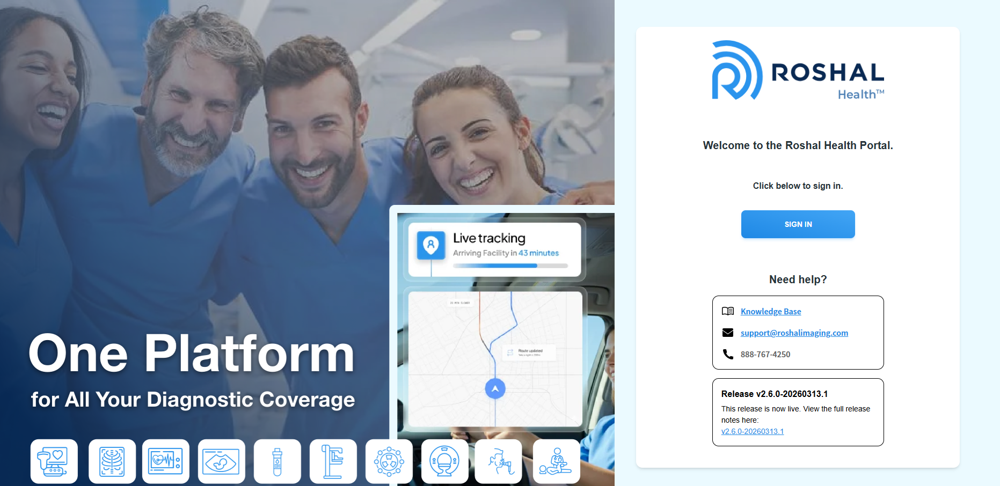 One Platform
for All Your Diagnostic Coverage
Live tracking
Arriving Facility in 43 minutes
Route updated
ROSHAL
Health™
Welcome to the Roshal Health Portal.
Click below to sign in.
SIGN IN
Need help?
Knowledge Base
support@roshalimaging.com
888-767-4250
Release v2.6.0-20260313.1
This release is now live. View the full release
notes here:
v2.6.0-20260313.1